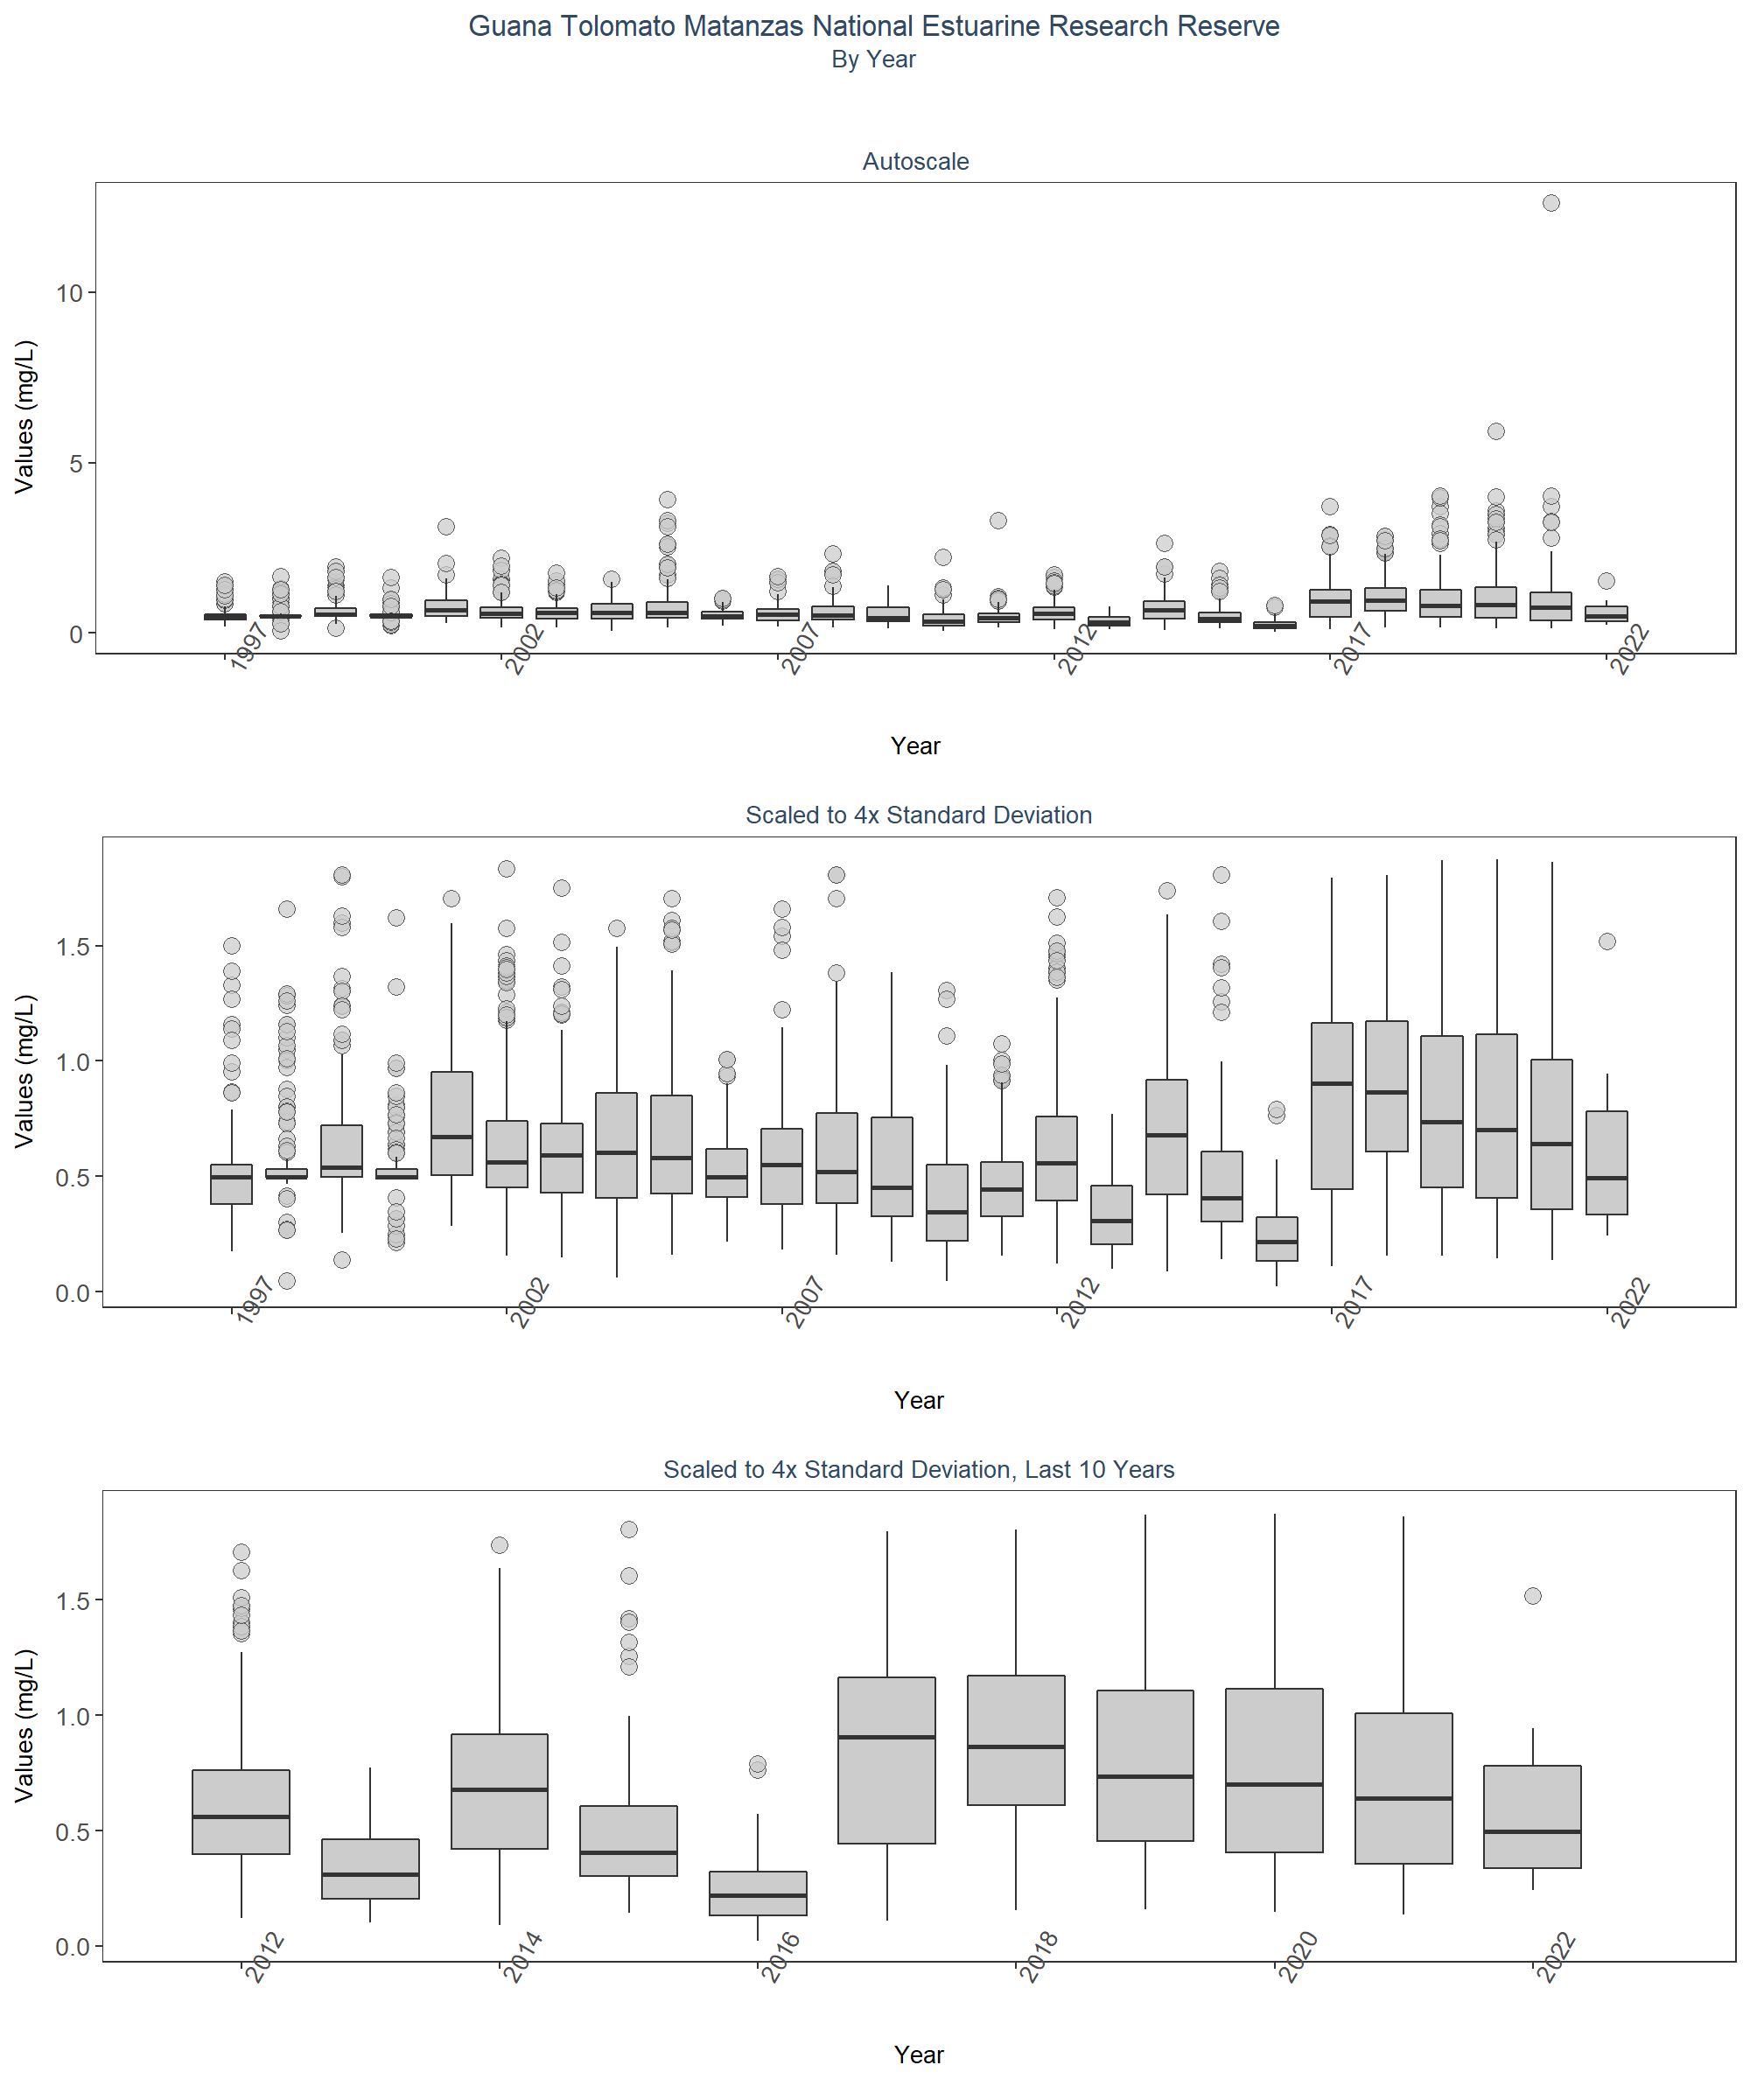 Guana Tolomato Matanzas National Estuarine Research Reserve
By Year
Autoscale
Values (mg/L)
10
5
0
1997
2002
2007
2012
2017
2022
Year
Scaled to 4x Standard Deviation
Values (mg/L)
1.5
1.0
0.5
0.0
1997
2002
2007
2012
2017
2022
Year
Scaled to 4x Standard Deviation, Last 10 Years
Values (mg/L)
1.5
1.0
0.5
0.0
2012
2014
2016
2018
2020
2022
Year